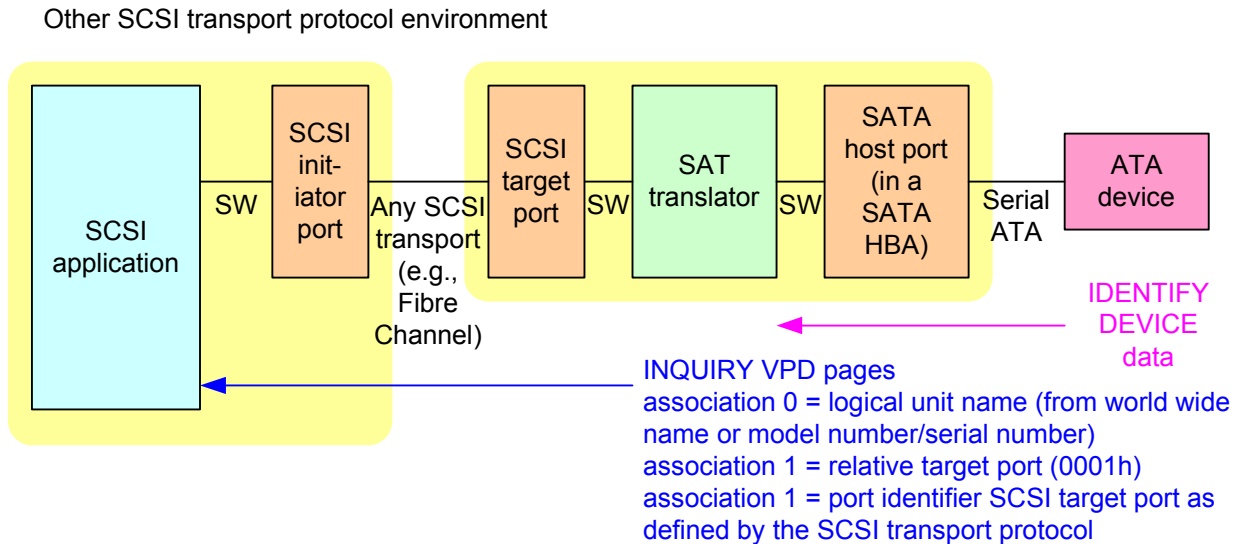 Other SCSI transport protocol environment
SCSI
application
SW
SCSI
init-
iator
port
Any SCSI
transport
(e.g.,
Fibre
Channel)
SCSI
target
port
SW
SAT
translator
SW
SATA
host port
(in a
SATA
HBA)
Serial
ATA
ATA
device
IDENTIFY
DEVICE
data
INQUIRY VPD pages
association 0 = logical unit name (from world wide
name or model number/serial number)
association 1 = relative target port (0001h)
association 1 = port identifier SCSI target port as
defined by the SCSI transport protocol